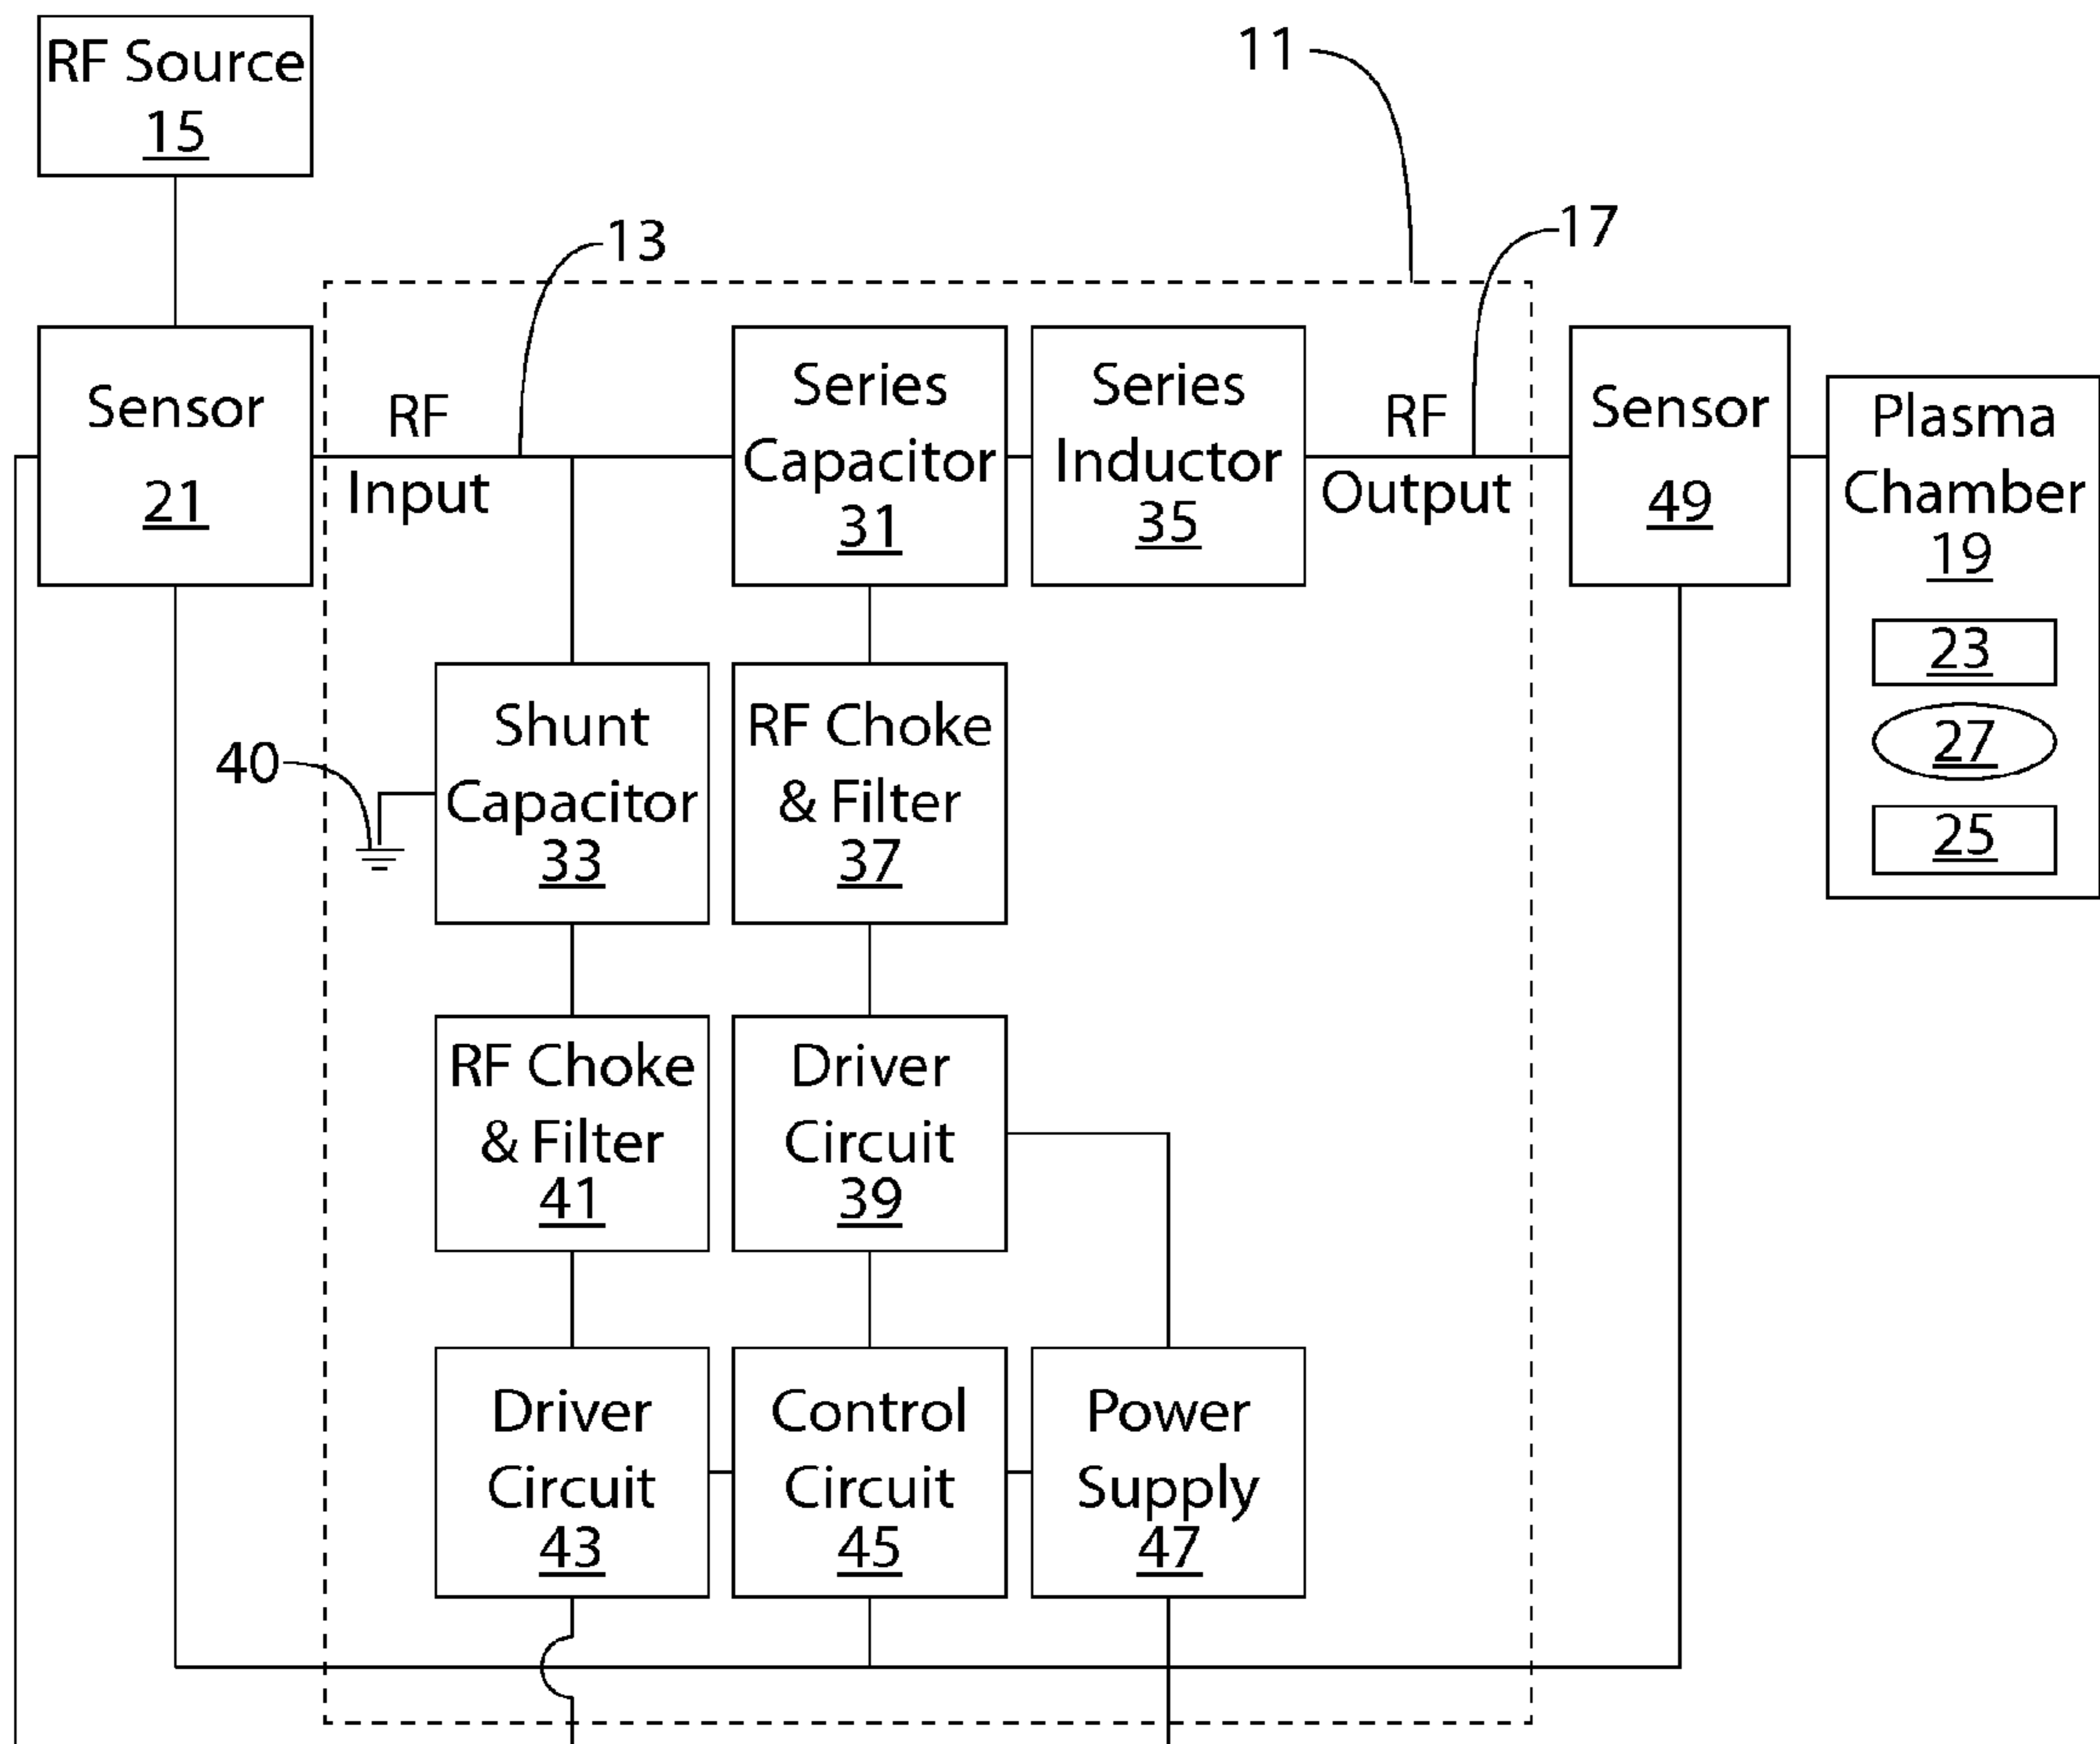 RF Source
15
11
13
17
Sensor
21
RF
Input
Series
Capacitor
31
Series
Inductor
35
RF
Output
Sensor
49
Plasma
Chamber
19
23
27
25
40
Shunt
Capacitor
33
RF Choke
& Filter
37
RF Choke
& Filter
41
Driver
Circuit
39
Driver
Circuit
43
Control
Circuit
45
Power
Supply
47